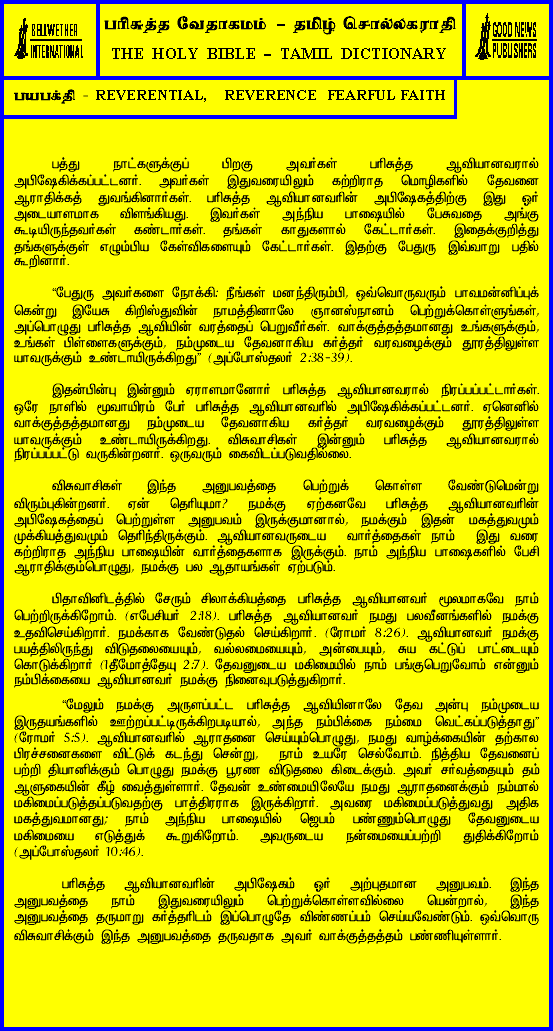 BELLWETHER
INTERNATIONAL
பரிசுத்த வேதாகமம் – தமிழ் சொல்லகராதி
THE HOLY BIBLE – TAMIL DICTIONARY
GOOD NEWS
PUBLISHERS
பயபக்தி - REVERENTIAL, REVERENCE FEARFUL FAITH
பத்து நாட்களுக்குப் பிறகு அவர்கள் பரிசுத்த ஆவியானவரால்
அபிஷேகிக்கப்பட்டனர். அவர்கள் இதுவரையிலும் கற்றிராத மொழிகளில் தேவனை
ஆராதிக்கத் துவங்கினார்கள். பரிசுத்த ஆவியானவரின் அபிஷேகத்திற்கு இது ஓர்
அடையாளமாக விளங்கியது. இவர்கள் அந்நிய பாஷையில் பேசுவதை அங்கு
கூடியிருந்தவர்கள் கண்டார்கள். தங்கள் காதுகளால் கேட்டார்கள். இதைக்குறித்து
தங்களுக்குள் எழும்பிய கேள்விகளையும் கேட்டார்கள். இதற்கு பேதுரு இவ்வாறு பதில்
கூறினார்.
“பேதுரு அவர்களை நோக்கி: நீங்கள் மனந்திரும்பி, ஒவ்வொருவரும் பாவமன்னிப்புக்
கென்று இயேசு கிறிஸ்துவின் நாமத்தினாலே ஞானஸ்நானம் பெற்றுக்கொள்ளுங்கள்,
அப்பொழுது பரிசுத்த ஆவியின் வரத்தைப் பெறுவீர்கள். வாக்குத்தத்தமானது உங்களுக்கும்,
உங்கள் பிள்ளைகளுக்கும், நம்முடைய தேவனாகிய கர்த்தர் வரவழைக்கும் தூரத்திலுள்ள
யாவருக்கும் உண்டாயிருக்கிறது” (அப்போஸ்தலர் 2:38-39).
இதன்பின்பு இன்னும் ஏராளமானோர் பரிசுத்த ஆவியானவரால் நிரப்பப்பட்டார்கள்.
ஒரே நாளில் மூவாயிரம் பேர் பரிசுத்த ஆவியானவரில் அபிஷேகிக்கப்பட்டனர். ஏனெனில்
வாக்குத்தத்தமானது நம்முடைய தேவனாகிய கர்த்தர் வரவழைக்கும் தூரத்திலுள்ள
யாவருக்கும் உண்டாயிருக்கிறது. விசுவாசிகள் இன்னும் பரிசுத்த ஆவியானவரால்
நிரப்பப்பட்டு வருகின்றனர். ஒருவரும் கைவிடப்படுவதில்லை.
விசுவாசிகள் இந்த அனுபவத்தை பெற்றுக் கொள்ள வேண்டுமென்று
விரும்புகின்றனர். ஏன் தெரியுமா? நமக்கு ஏற்கனவே பரிசுத்த ஆவியானவரின்
அபிஷேகத்தைப் பெற்றுள்ள அனுபவம் இருக்குமானால், நமக்கும் இதன் மகத்துவமும்
முக்கியத்துவமும் தெரிந்திருக்கும். ஆவியானவருடைய வார்த்தைகள் நாம் இது வரை
கற்றிராத அந்நிய பாஷையின் வார்த்தைகளாக இருக்கும். நாம் அந்நிய பாஷைகளில் பேசி
ஆராதிக்கும்பொழுது, நமக்கு பல ஆதாயங்கள் ஏற்படும்.
பிதாவினிடத்தில் சேரும் சிலாக்கியத்தை பரிசுத்த ஆவியானவர் மூலமாகவே நாம்
பெற்றிருக்கிறோம். (எபேசியர் 2:18). பரிசுத்த ஆவியானவர் நமது பலவீனங்களில் நமக்கு
உதவிசெய்கிறார். நமக்காக வேண்டுதல் செய்கிறார். (ரோமர் 8:26). ஆவியானவர் நமக்கு
பயத்திலிருந்து விடுதலையையும், வல்லமையையும், அன்பையும், சுய கட்டுப் பாட்டையும்
கொடுக்கிறார் (1தீமோத்தேயு 2:7). தேவனுடைய மகிமையில் நாம் பங்குபெறுவோம் என்னும்
நம்பிக்கையை ஆவியானவர் நமக்கு நினைவுபடுத்துகிறார்.
“மேலும் நமக்கு அருளப்பட்ட பரிசுத்த ஆவியினாலே தேவ அன்பு நம்முடைய
இருதயங்களில் ஊற்றப்பட்டிருக்கிறபடியால், அந்த நம்பிக்கை நம்மை வெட்கப்படுத்தாது”
(ரோமர் 5:5). ஆவியானவரில் ஆராதனை செய்யும்பொழுது, நமது வாழ்க்கையின் தற்கால
பிரச்சனைகளை விட்டுக் கடந்து சென்று, நாம் உயரே செல்வோம். நித்திய தேவனைப்
பற்றி தியானிக்கும் பொழுது நமக்கு பூரண விடுதலை கிடைக்கும். அவர் சர்வத்தையும் தம்
ஆளுகையின் கீழ் வைத்துள்ளார். தேவன் உண்மையிலேயே நமது ஆராதனைக்கும் நம்மால்
மகிமைப்படுத்தப்படுவதற்கு பாத்திரராக இருக்கிறார். அவரை மகிமைப்படுத்துவது அதிக
மகத்துவமானது; நாம் அந்நிய பாஷையில் ஜெபம் பண்ணும்பொழுது தேவனுடைய
மகிமையை எடுத்துக் கூறுகிறோம். அவருடைய நன்மையைப்பற்றி துதிக்கிறோம்
(அப்போஸ்தலர் 10:46).
பரிசுத்த ஆவியானவரின் அபிஷேகம் ஓர் அற்புதமான அனுபவம். இந்த
அனுபவத்தை நாம் இதுவரையிலும் பெற்றுக்கொள்ளவில்லை யென்றால், இந்த
அனுபவத்தை தருமாறு கர்த்தரிடம் இப்பொழுதே விண்ணப்பம் செய்யவேண்டும். ஒவ்வொரு
விசுவாசிக்கும் இந்த அனுபவத்தை தருவதாக அவர் வாக்குத்தத்தம் பண்ணியுள்ளார்.